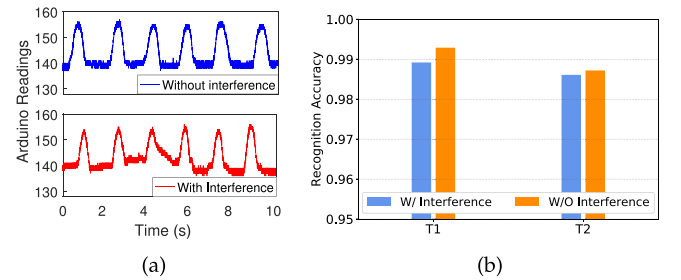 160
150
140
130
Without interference
Arduino Readings
160
150
140
130
With Interference
0 2 4 6 8 10
Time (s)
(a)
1.00
0.99
0.98
0.97
0.96
0.95
Recognition Accuracy
W/ Interference W/O Interference
T1 T2
(b)